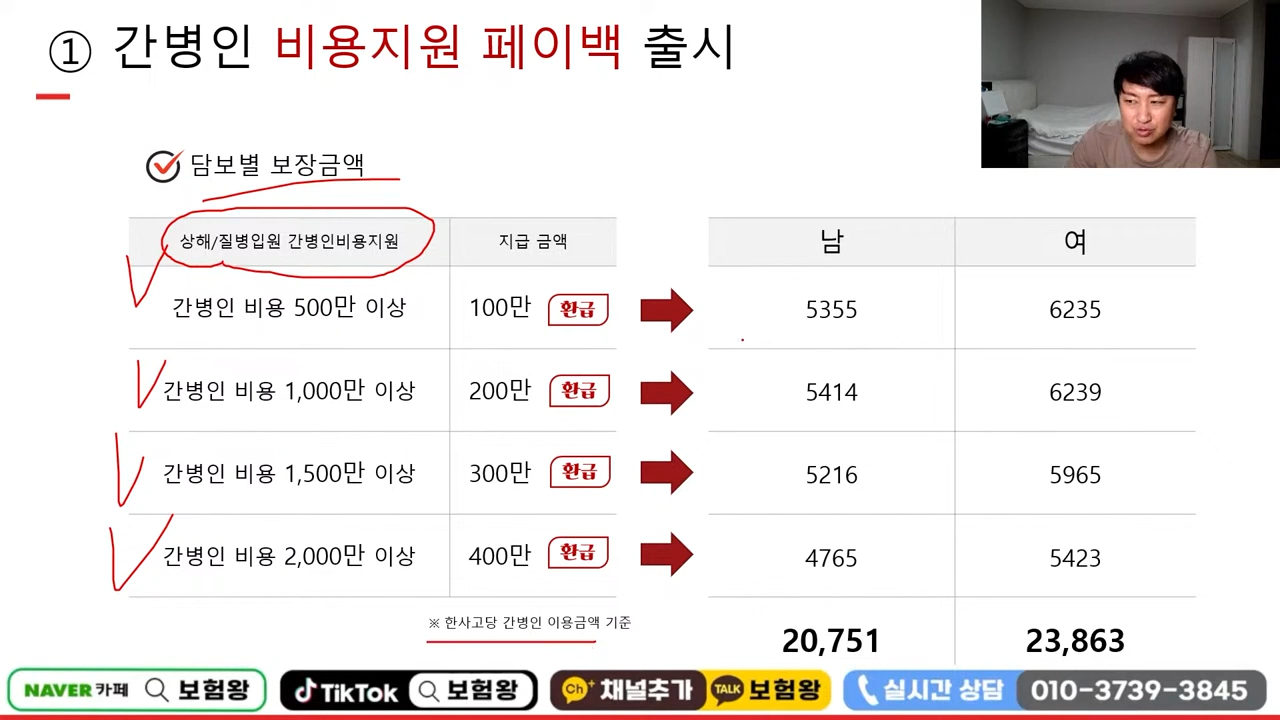 ① 간병인 비용지원 페이백 출시
담보별 보장금액
상해/질병입원 간병인비용지원 지급 금액 남 여
간병인 비용 500만 이상 100만 환급 5355 6235
간병인 비용 1,000만 이상 200만 환급 5414 6239
간병인 비용 1,500만 이상 300만 환급 5216 5965
간병인 비용 2,000만 이상 400만 환급 4765 5423
※ 한사고당 간병인 이용금액 기준
20,751 23,863
NAVER 카페 보험왕 TikTok 보험왕 Ch+ 채널추가 TALK 보험왕 실시간 상담 010-3739-3845